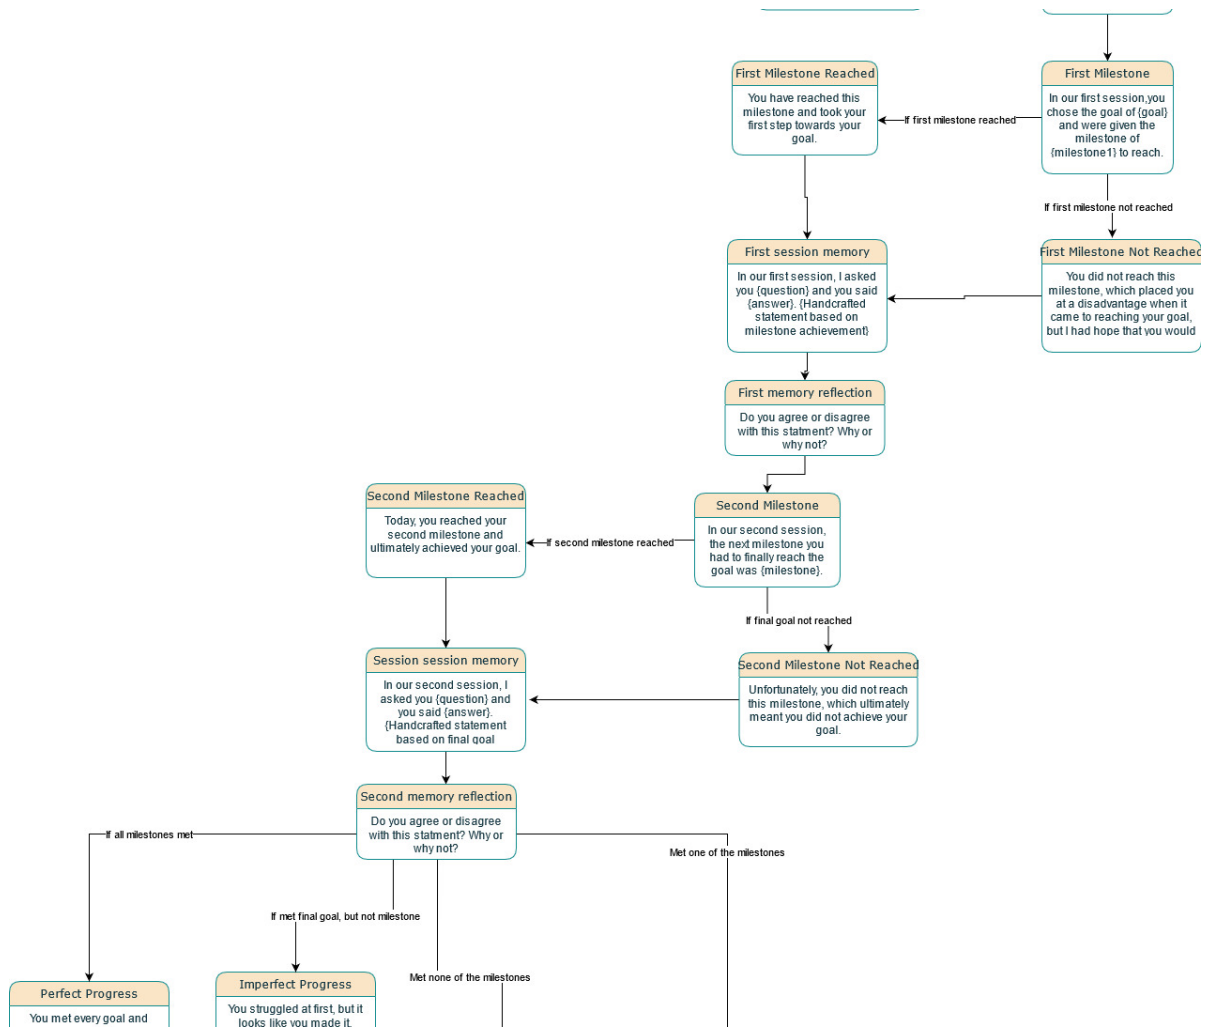 First Milestone Reached
You have reached this
milestone and took your
first step towards your
goal.
If first milestone reached
First Milestone
In our first session,you
chose the goal of {goal}
and were given the
milestone of
{milestone1} to reach.
If first milestone not reached
First session memory
In our first session, I asked
you {question} and you said
{answer}. {Handcrafted
statement based on
milestone achievement}
First Milestone Not Reached
You did not reach this
milestone, which placed you
at a disadvantage when it
came to reaching your goal,
but I had hope that you would
First memory reflection
Do you agree or disagree
with this statment? Why or
why not?
Second Milestone Reached
Today, you reached your
second milestone and
ultimately achieved your goal.
If second milestone reached
Second Milestone
In our second session,
the next milestone you
had to finally reach the
goal was {milestone}.
If final goal not reached
Session session memory
In our second session, I
asked you {question} and
you said {answer}.
{Handcrafted statement
based on final goal
Second Milestone Not Reached
Unfortunately, you did not reach
this milestone, which ultimately
meant you did not achieve your
goal.
Second memory reflection
Do you agree or disagree
with this statment? Why or
why not?
If all milestones met
Met one of the milestones
If met final goal, but not milestone
Met none of the milestones
Perfect Progress
You met every goal and
Imperfect Progress
You struggled at first, but it
looks like you made it.